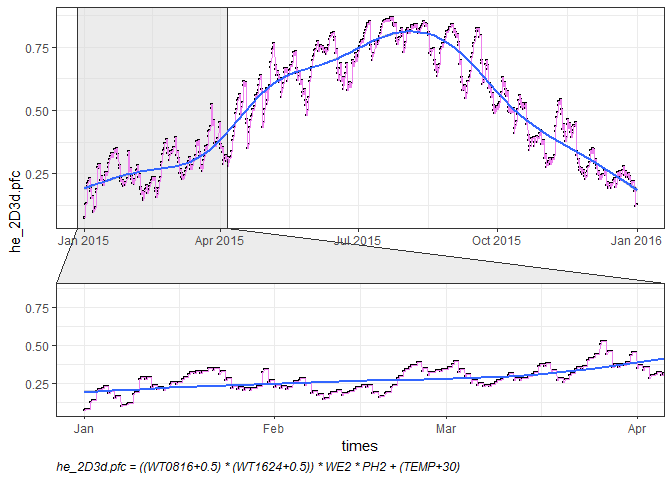 he_2D3d.pfc
0.75
0.50
0.25
Jan 2015 Apr 2015 Jul 2015 Oct 2015 Jan 2016
0.75
0.50
0.25
Jan Feb Mar Apr
times
he_2D3d.pfc = ((WT0816+0.5) * (WT1624+0.5)) * WE2 * PH2 + (TEMP+30)